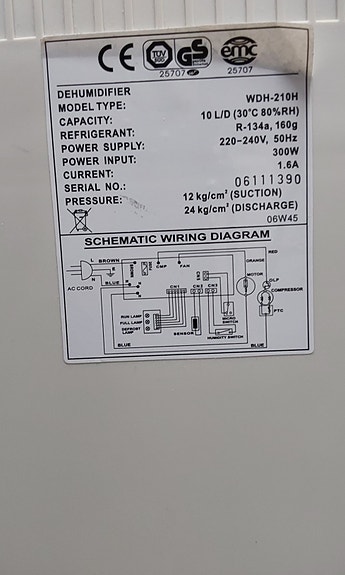 CE TÜV GS emc
25707 25707
DEHUMIDIFIER
MODEL TYPE: WDH-210H
CAPACITY: 10 L/D (30°C 80%RH)
REFRIGERANT: R-134a, 160g
POWER SUPPLY: 220-240V, 50Hz
POWER INPUT: 300W
CURRENT: 1.6A
SERIAL NO.: 06111390
PRESSURE: 12 kg/cm² (SUCTION)
24 kg/cm² (DISCHARGE)
06W45
SCHEMATIC WIRING DIAGRAM
RED
L BROWN
FUSE
CMP FAN
ORANGE
E
N
BLUE
BROWN
AC CORD
MOTOR
OLP
COMPRESSOR
CN1 CN2 CN3
PTC
RUN LAMP
FULL LAMP
DEFROST LAMP
SENSOR
MICRO SWITCH
HUMIDITY SWITCH
BLUE BLUE